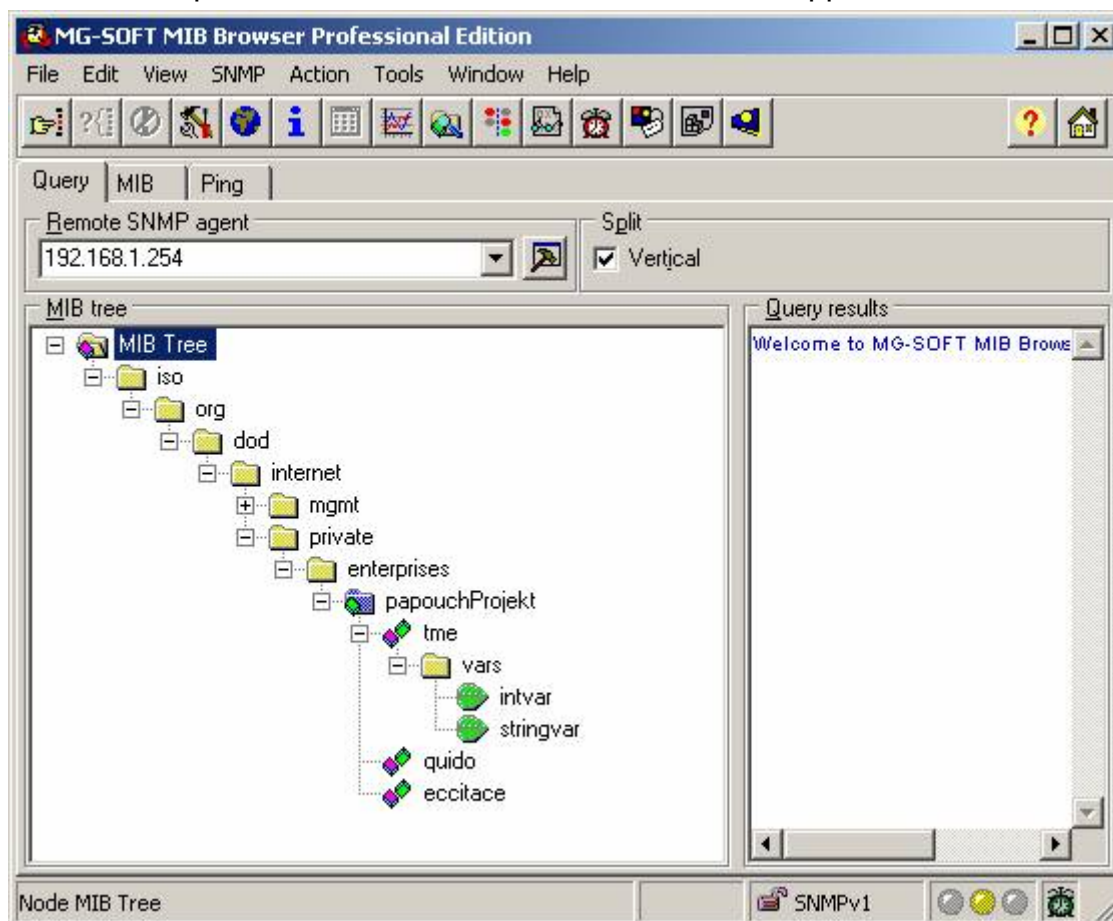 MG-SOFT MIB Browser Professional Edition
File Edit View SNMP Action Tools Window Help
Query MIB Ping
Remote SNMP agent
Split
192.168.1.254
Vertical
MIB tree
Query results
MIB Tree
Welcome to MG-SOFT MIB Brows
iso
org
dod
internet
mgmt
private
enterprises
papouchProjekt
tme
vars
intvar
stringvar
quido
eccitace
Node MIB Tree
SNMPv1